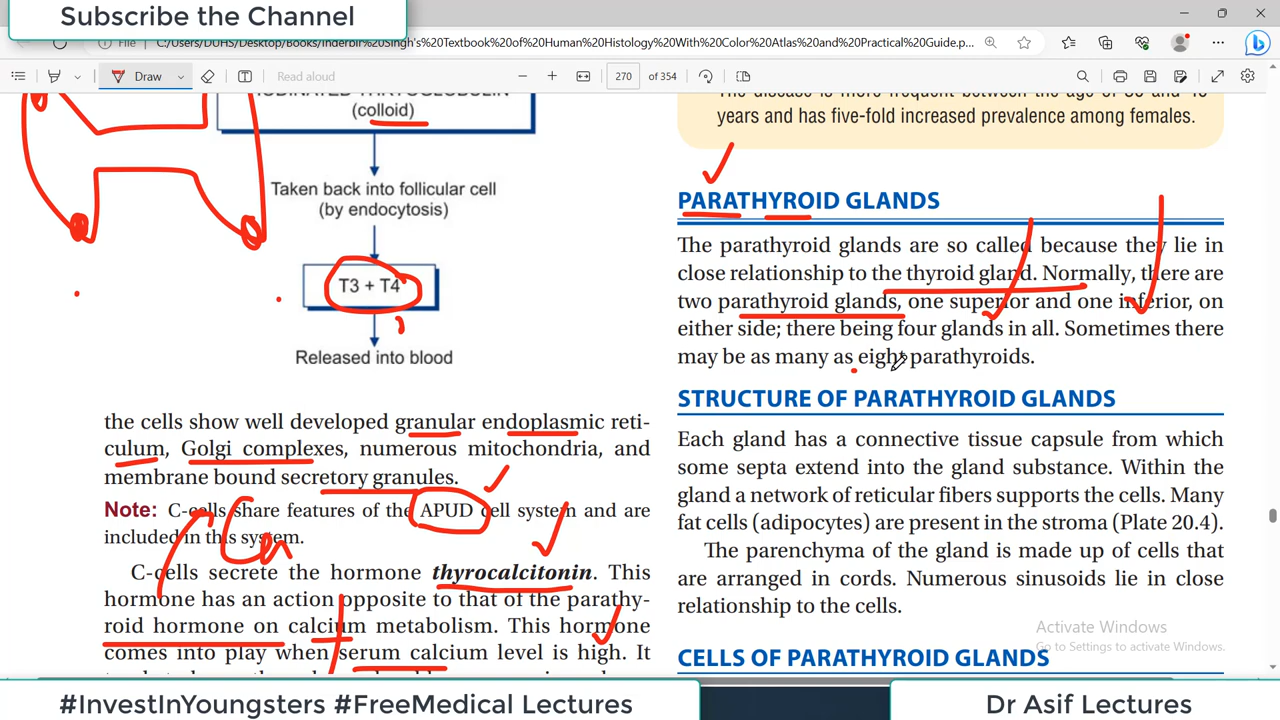 Subscribe the Channel
File
C:/Users/DUHS/Desktop/Books/Inderbir%20Singh's%20Textbook%20of%20Human%20Histology%20With%20Color%20Atlas%20and%20Practical%20Guide.p...
Draw
Read aloud
270
of 354
IODINATED THYROGLOBULIN
(colloid)
Taken back into follicular cell
(by endocytosis)
T3 + T4
Released into blood
the cells show well developed granular endoplasmic reti-
culum, Golgi complexes, numerous mitochondria, and
membrane bound secretory granules.
Note: C-cells share features of the APUD cell system and are
included in this system.
C-cells secrete the hormone thyrocalcitonin. This
hormone has an action opposite to that of the parathy-
roid hormone on calcium metabolism. This hormone
comes into play when serum calcium level is high. It
years and has five-fold increased prevalence among females.
PARATHYROID GLANDS
The parathyroid glands are so called because they lie in
close relationship to the thyroid gland. Normally, there are
two parathyroid glands, one superior and one inferior, on
either side; there being four glands in all. Sometimes there
may be as many as eight parathyroids.
STRUCTURE OF PARATHYROID GLANDS
Each gland has a connective tissue capsule from which
some septa extend into the gland substance. Within the
gland a network of reticular fibers supports the cells. Many
fat cells (adipocytes) are present in the stroma (Plate 20.4).
The parenchyma of the gland is made up of cells that
are arranged in cords. Numerous sinusoids lie in close
relationship to the cells.
CELLS OF PARATHYROID GLANDS
Activate Windows
Go to Settings to activate Windows.
#InvestInYoungsters #FreeMedical Lectures
Dr Asif Lectures